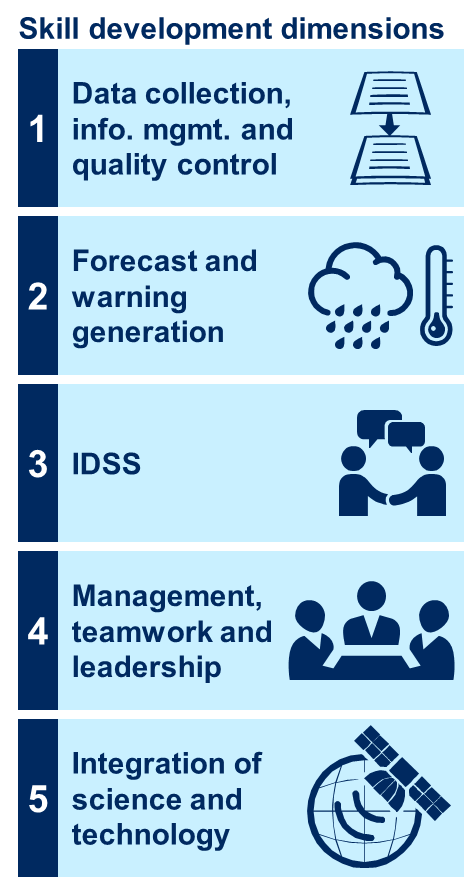 Skill development dimensions
1
Data collection,
info. mgmt. and
quality control
2
Forecast and
warning
generation
3
IDSS
4
Management,
teamwork and
leadership
5
Integration of
science and
technology